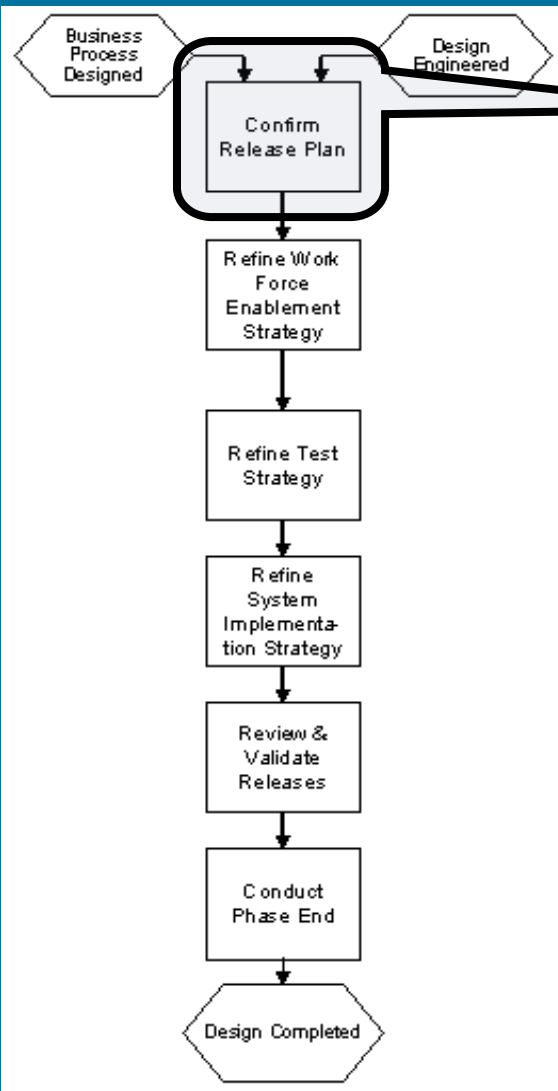 Business
Process
Designed
Design
Engineered
Confirm
Release Plan
Refine Work
Force
Enablement
Strategy
Refine Test
Strategy
Refine
System
Implementa-
tion Strategy
Review &
Validate
Releases
Conduct
Phase End
Design Completed